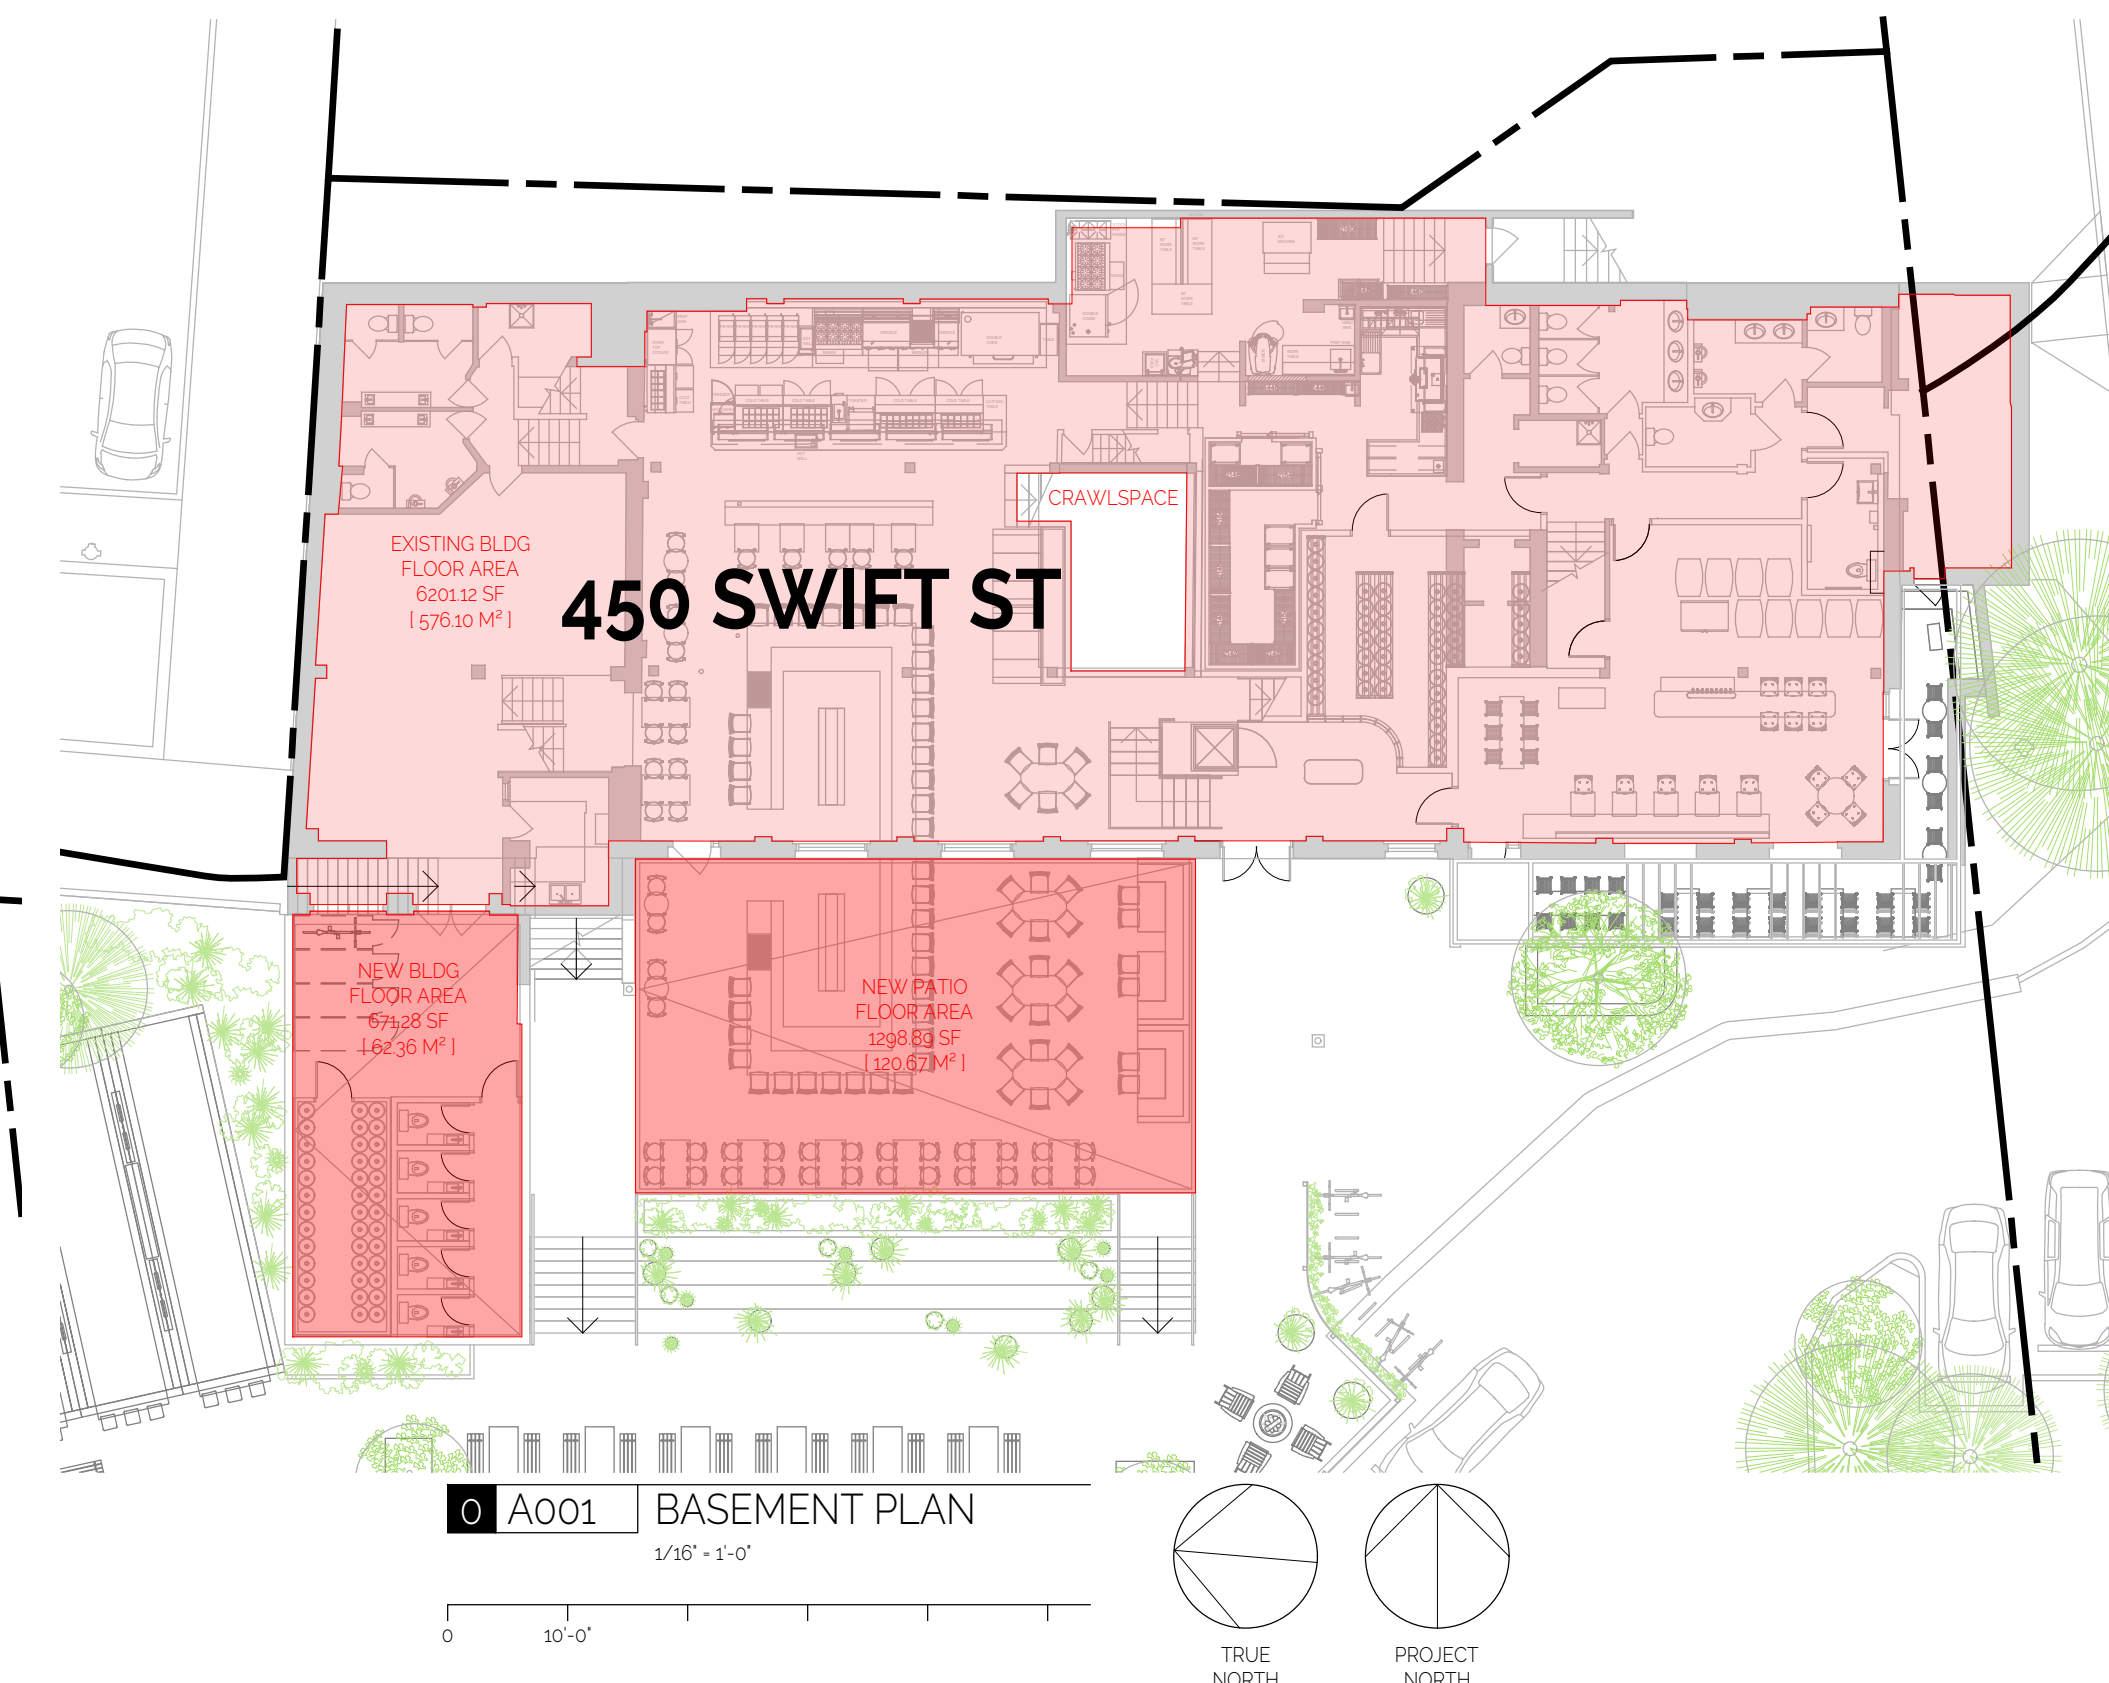 CRAWLSPACE
EXISTING BLDG
FLOOR AREA
6201.12 SF
[ 576.10 M² ]
450 SWIFT ST
NEW BLDG
FLOOR AREA
671.28 SF
[ 62.36 M² ]
NEW PATIO
FLOOR AREA
1298.89 SF
[ 120.67 M² ]
0 A001 BASEMENT PLAN
1/16" = 1'-0"
0 10'-0"
TRUE
NORTH
PROJECT
NORTH